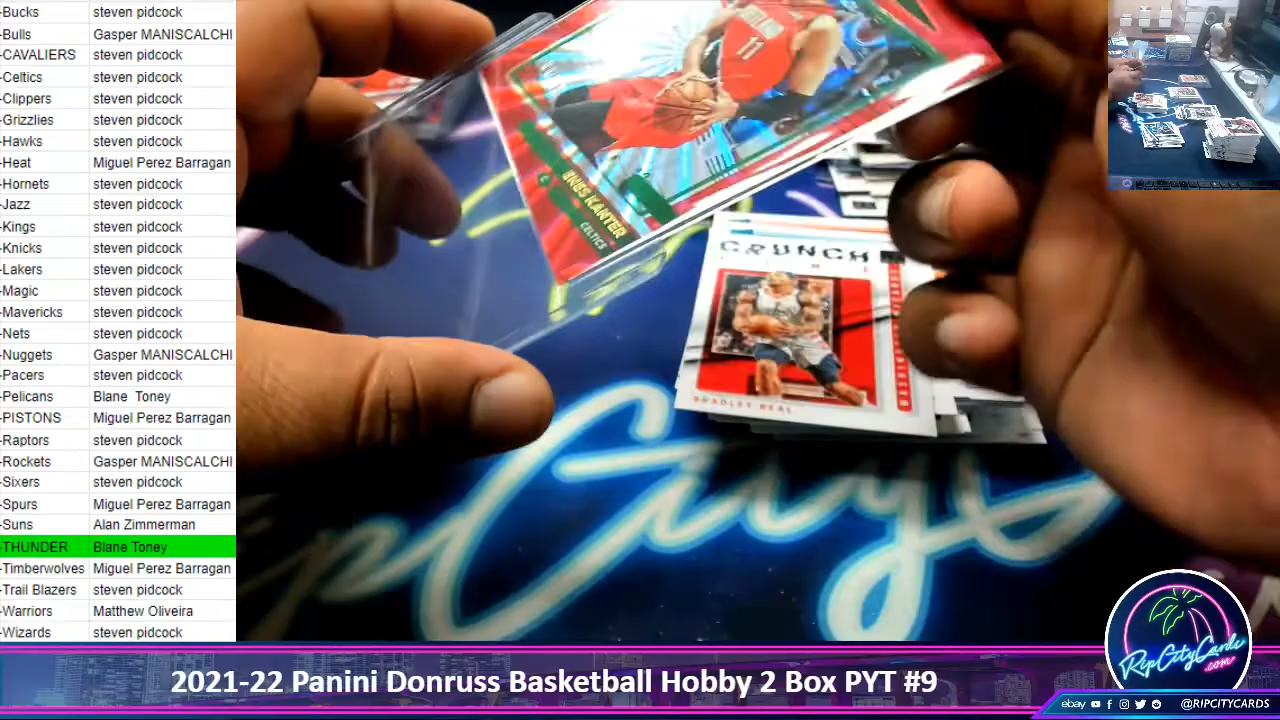 -Bucks steven pidcock
-Bulls Gasper MANISCALCHI
-CAVALIERS steven pidcock
-Celtics steven pidcock
-Clippers steven pidcock
-Grizzlies steven pidcock
-Hawks steven pidcock
-Heat Miguel Perez Barragan
-Hornets steven pidcock
-Jazz steven pidcock
-Kings steven pidcock
-Knicks steven pidcock
-Lakers steven pidcock
-Magic steven pidcock
-Mavericks steven pidcock
-Nets steven pidcock
-Nuggets Gasper MANISCALCHI
-Pacers steven pidcock
-Pelicans Blane Toney
-PISTONS Miguel Perez Barragan
-Raptors steven pidcock
-Rockets Gasper MANISCALCHI
-Sixers steven pidcock
-Spurs Miguel Perez Barragan
-Suns Alan Zimmerman
-THUNDER Blane Toney
-Timberwolves Miguel Perez Barragan
-Trail Blazers steven pidcock
-Warriors Matthew Oliveira
-Wizards steven pidcock
11
ENES KANTER
CELTICS
CRUNCH
TIME
BRADLEY BEAL
City
RipCityCards
.com
2021-22 Panini Donruss Basketball Hobby 2 Box PYT #9
ebay @RIPCITYCARDS